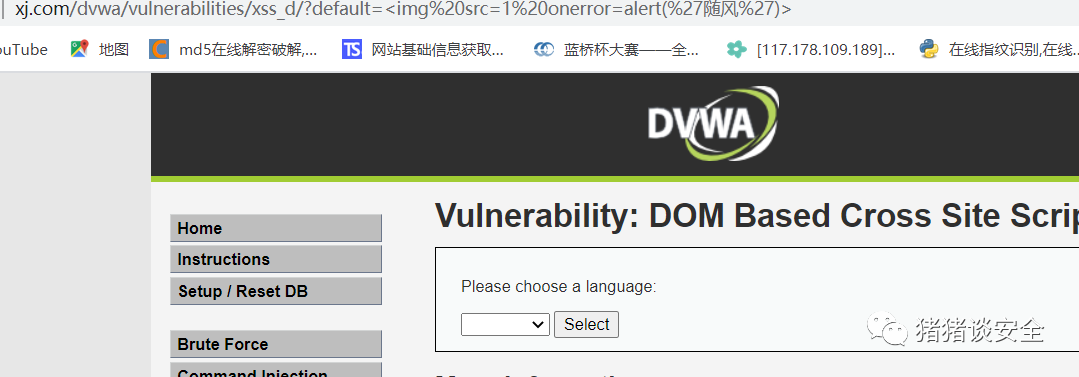 xj.com/dvwa/vulnerabilities/xss_d/?default=<img%20src=1%20onerror=alert(%27随风%27)>
ouTube 地图 md5在线解密破解,... TS 网站基础信息获取... 蓝桥杯大赛——全... [117.178.109.189]... 在线指纹识别,在线...
DVWA
Vulnerability: DOM Based Cross Site Scrip
Home
Instructions
Setup / Reset DB
Brute Force
Command Injection
Please choose a language:
Select
猪猪谈安全